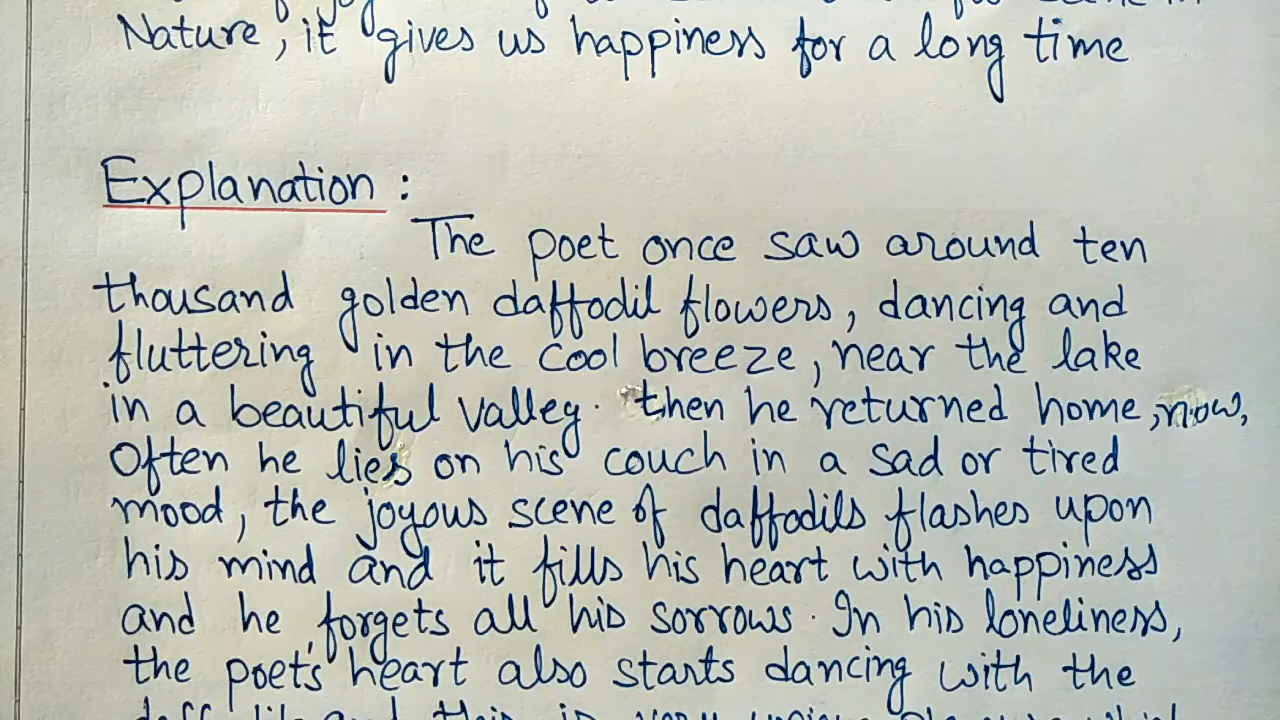 Nature, it gives us happiness for a long time
Explanation :
The poet once saw around ten
thousand golden daffodil flowers, dancing and
fluttering in the cool breeze, near the lake
in a beautiful valley. then he returned home, now,
Often he lies on his couch in a sad or tired
mood, the joyous scene of daffodils flashes upon
his mind and it fills his heart with happiness
and he forgets all his sorrows. In his loneliness,
the poet's heart also starts dancing with the